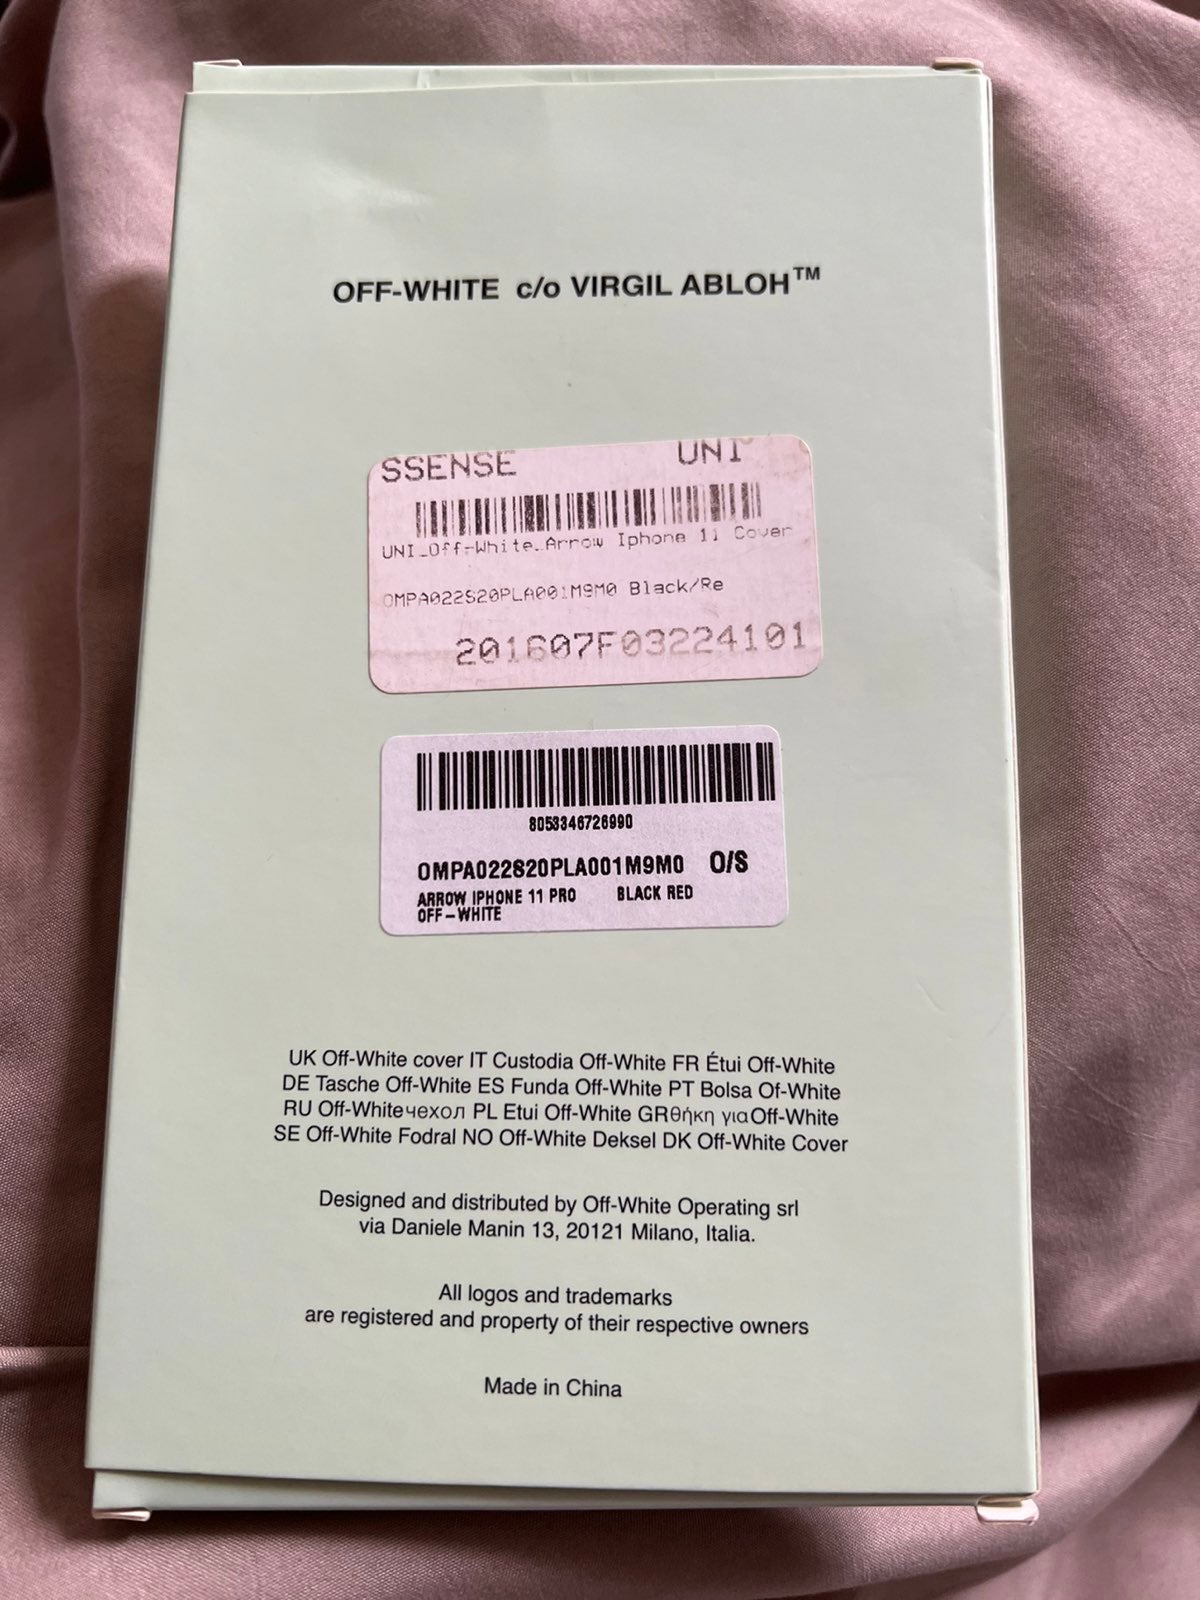 OFF-WHITE c/o VIRGIL ABLOH™
SSENSE UNI
UNI_Off-White_Arrow Iphone 11 Cover
OMPA022S20PLA001M9M0 Black/Re
201607F03224101
8053346726990
OMPA022S20PLA001M9M0 O/S
ARROW IPHONE 11 PRO BLACK RED
OFF-WHITE
UK Off-White cover IT Custodia Off-White FR Étui Off-White
DE Tasche Off-White ES Funda Off-White PT Bolsa Of-White
RU Off-Whiteчехол PL Etui Off-White GRθήκη γιαOff-White
SE Off-White Fodral NO Off-White Deksel DK Off-White Cover
Designed and distributed by Off-White Operating srl
via Daniele Manin 13, 20121 Milano, Italia.
All logos and trademarks
are registered and property of their respective owners
Made in China